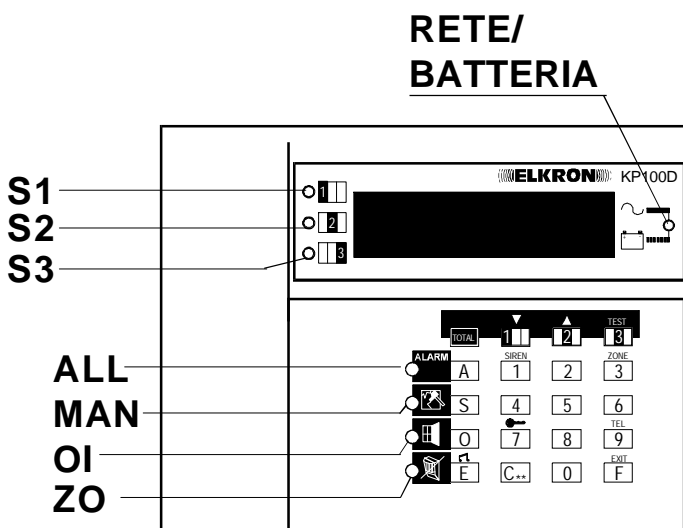 RETE/
BATTERIA
ELKRON KP100D
S1 1
S2 2
S3 3
TEST
TOTAL 1 2 3
ALARM SIREN ZONE
ALL A 1 2 3
MAN S 4 5 6
TEL
OI O 7 8 9
EXIT
ZO E C** 0 F